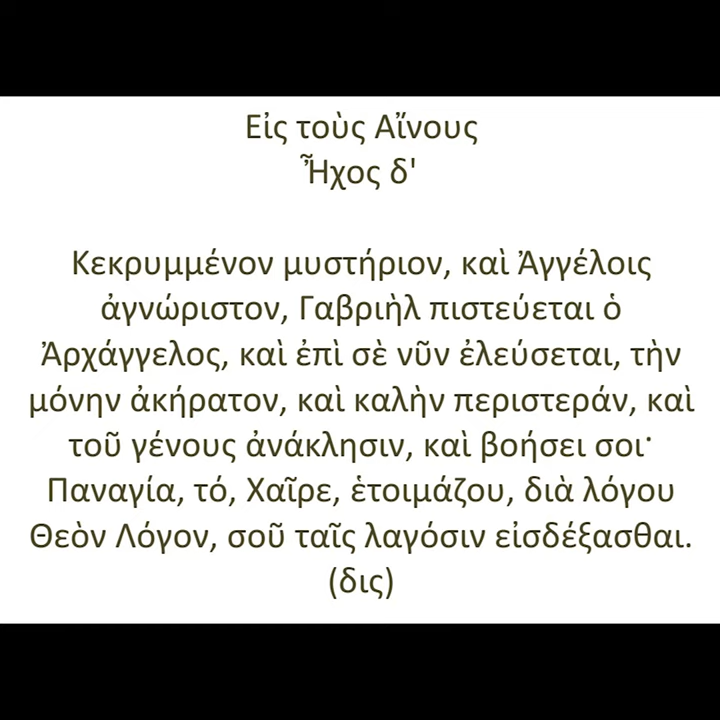 Εἰς τοὺς Αἴνους
Ἦχος δ'
Κεκρυμμένον μυστήριον, καὶ Ἀγγέλοις
ἀγνώριστον, Γαβριὴλ πιστεύεται ὁ
Ἀρχάγγελος, καὶ ἐπὶ σὲ νῦν ἐλεύσεται, τὴν
μόνην ἀκήρατον, καὶ καλὴν περιστεράν, καὶ
τοῦ γένους ἀνάκλησιν, καὶ βοήσει σοι·
Παναγία, τό, Χαῖρε, ἑτοιμάζου, διὰ λόγου
Θεὸν Λόγον, σοῦ ταῖς λαγόσιν εἰσδέξασθαι.
(δις)